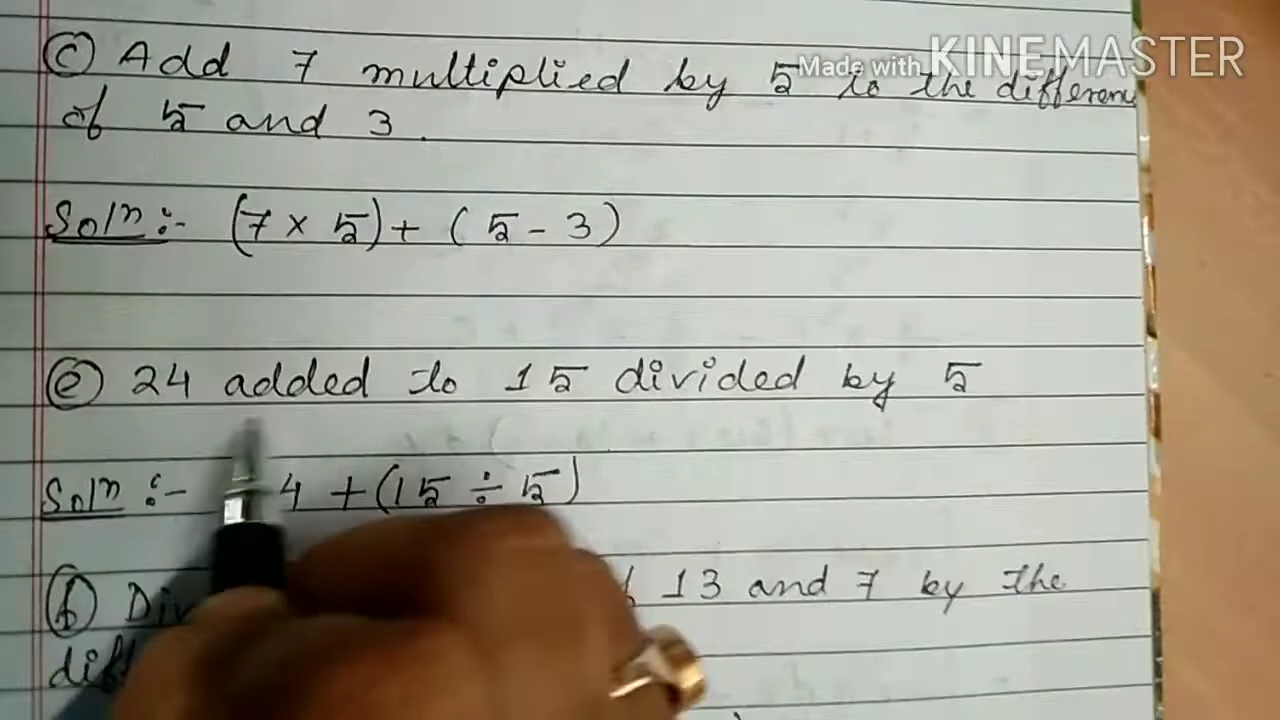 Made with KINEMASTER
(c) Add 7 multiplied by 5 to the differenc
of 5 and 3.
Soln :- (7 × 5) + (5 - 3)
(e) 24 added to 15 divided by 5
Soln :- 4 + (15 ÷ 5)
13 and 7 by the